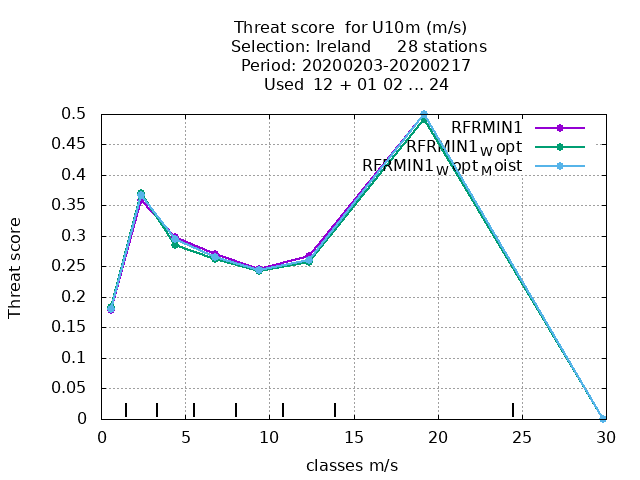 Threat score for U10m (m/s)
Selection: Ireland 28 stations
Period: 20200203-20200217
Used 12 + 01 02 ... 24
RFRMIN1
RFRMIN1Wopt
RFRMIN1WoptMoist
0.5
0.45
0.4
0.35
0.3
0.25
0.2
0.15
0.1
0.05
0
Threat score
0 5 10 15 20 25 30
classes m/s